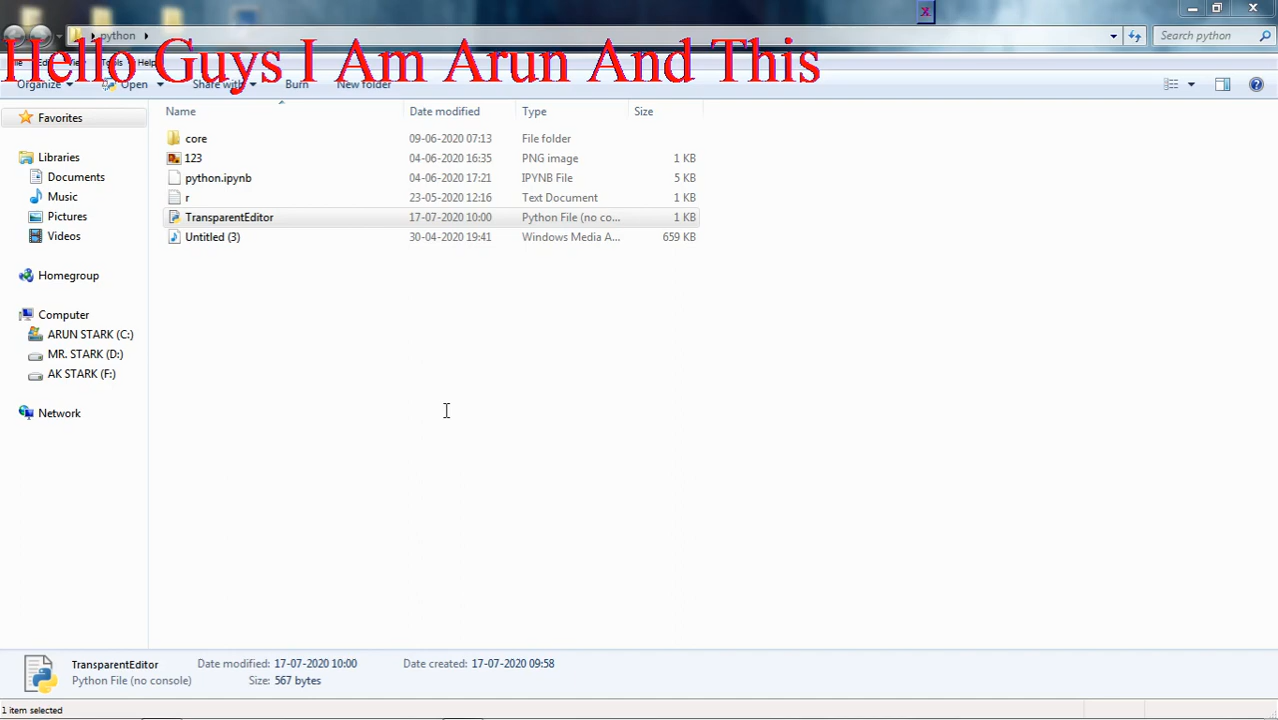 python
Search python
Hello Guys I Am Arun And This
Tools Help
Organize Open Share with Burn New folder
Favorites
Libraries
Documents
Music
Pictures
Videos
Homegroup
Computer
ARUN STARK (C:)
MR. STARK (D:)
AK STARK (F:)
Network
Name Date modified Type Size
core 09-06-2020 07:13 File folder
123 04-06-2020 16:35 PNG image 1 KB
python.ipynb 04-06-2020 17:21 IPYNB File 5 KB
r 23-05-2020 12:16 Text Document 1 KB
TransparentEditor 17-07-2020 10:00 Python File (no co... 1 KB
Untitled (3) 30-04-2020 19:41 Windows Media A... 659 KB
TransparentEditor Date modified: 17-07-2020 10:00 Date created: 17-07-2020 09:58
Python File (no console) Size: 567 bytes
1 item selected